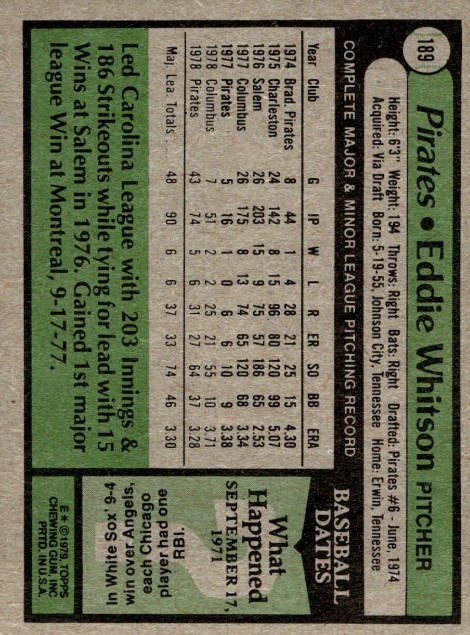 189
Pirates • Eddie Whitson PITCHER
Height: 6'3" Weight: 194 Throws: Right Bats: Right Drafted: Pirates #6 - June, 1974
Acquired: Via Draft Born: 5-19-55, Johnson City, Tennessee Home: Erwin, Tennessee
COMPLETE MAJOR & MINOR LEAGUE PITCHING RECORD
Year Club G IP W L R ER SO BB ERA
1974 Brad. Pirates 8 44 1 4 28 21 25 15 4.30
1975 Charleston 24 142 8 15 96 80 120 99 5.07
1976 Salem 26 203 15 9 75 57 186 65 2.53
1977 Columbus 26 175 8 13 74 65 120 68 3.34
1977 Pirates 5 16 1 0 6 6 10 9 3.38
1978 Columbus 7 51 2 2 25 21 55 10 3.71
1978 Pirates 43 74 5 6 31 27 64 37 3.28
Maj. Lea. Totals ... 48 90 6 6 37 33 74 46 3.30
Led Carolina League with 203 Innings &
186 Strikeouts while tying for lead with 15
Wins at Salem in 1976. Gained 1st major
league Win at Montreal, 9-17-77.
BASEBALL
DATES
What
Happened
SEPTEMBER 17,
1971
?
Each Chicago
player had one
RBI
in White Sox' 9-4
win over Angels,
E* © 1979, TOPPS
CHEWING GUM, INC.
PRTD. IN U.S.A.